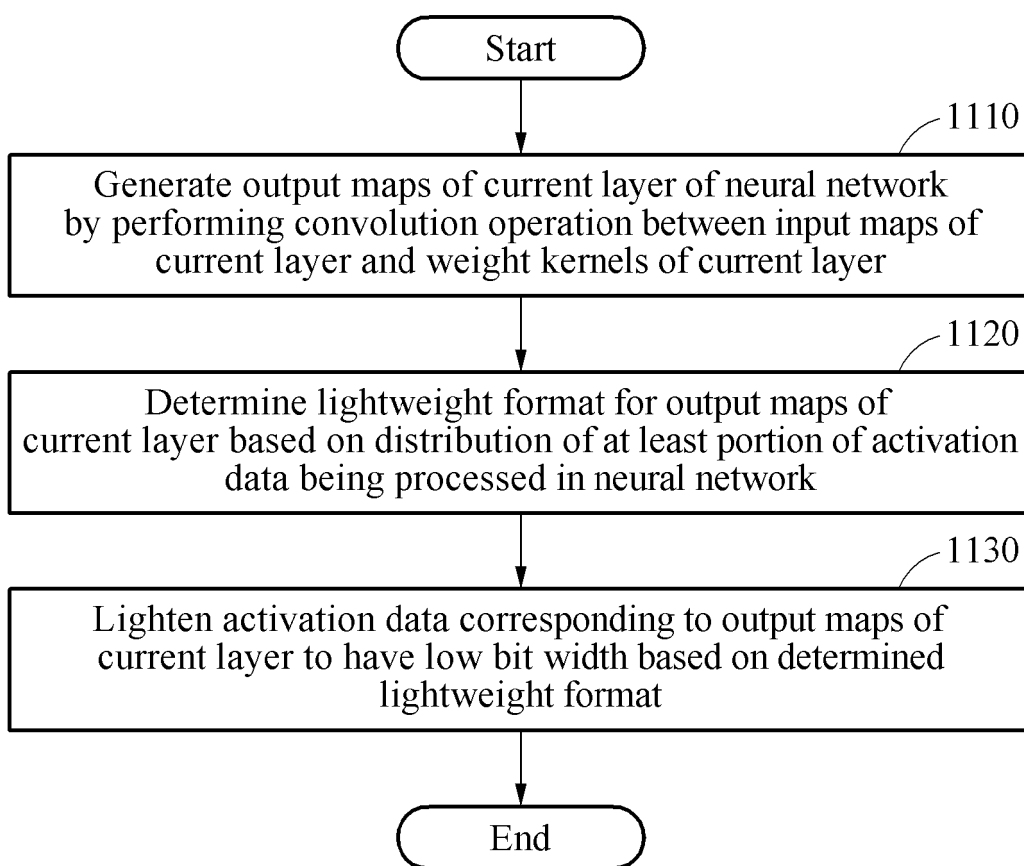 Start
1110
Generate output maps of current layer of neural network
by performing convolution operation between input maps of
current layer and weight kernels of current layer
1120
Determine lightweight format for output maps of
current layer based on distribution of at least portion of activation
data being processed in neural network
1130
Lighten activation data corresponding to output maps of
current layer to have low bit width based on determined
lightweight format
End